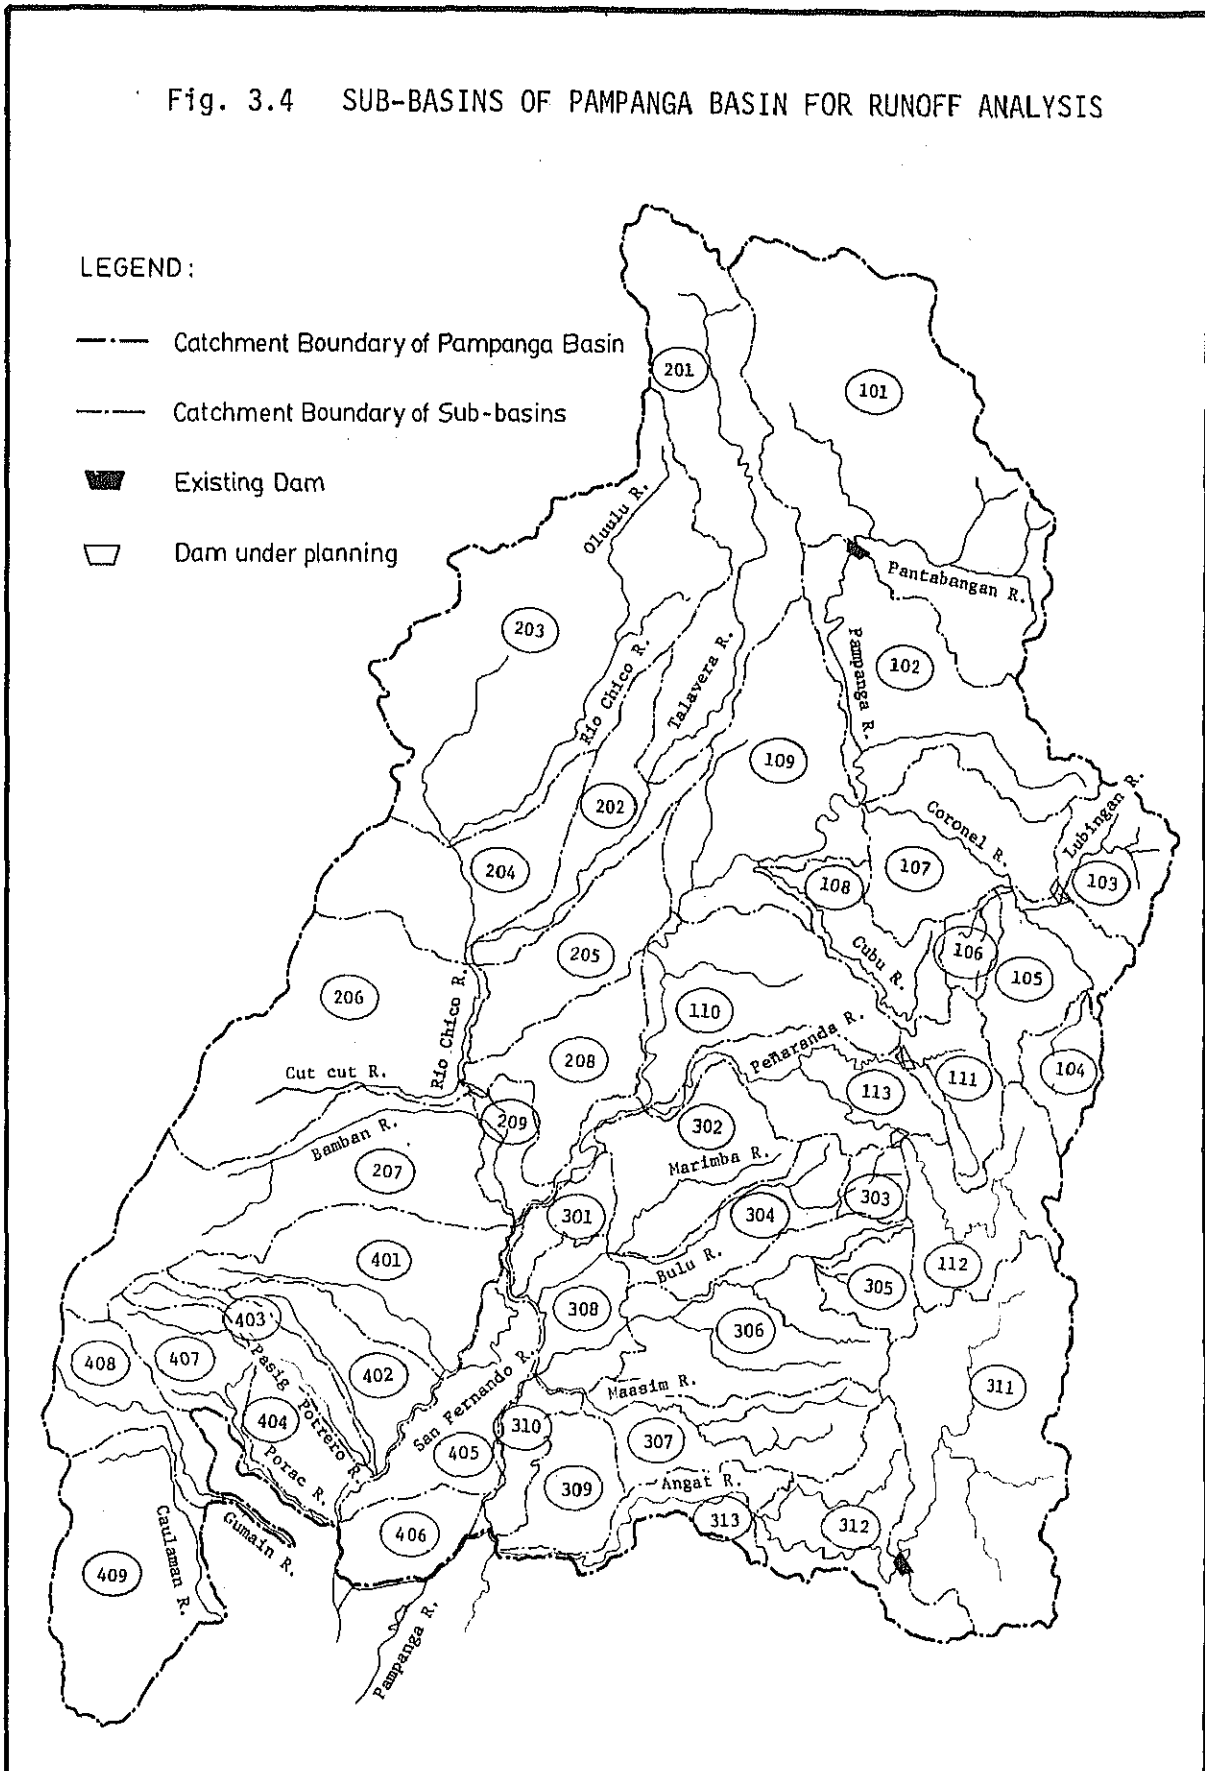 Fig. 3.4 SUB-BASINS OF PAMPANGA BASIN FOR RUNOFF ANALYSIS
LEGEND:
Catchment Boundary of Pampanga Basin
Catchment Boundary of Sub-basins
Existing Dam
Dam under planning
201
101
Oluulu R.
Pantabangan R.
203
102
Pampanga R.
Rio Chico R.
Talavera R.
109
202
Coronel R.
Lubingan R.
204
108
107
103
205
Cubu R.
106
105
206
Rio Chico R.
110
Peñaranda R.
208
111
104
Cut cut R.
113
209
302
Bamban R.
207
Marimba R.
303
301
304
401
Bulu R.
305
112
308
403
306
408
407
402
Pasig Potrero R.
San Fernando R.
Maasim R.
311
404
310
405
307
Porac R.
309
Angat R.
313
312
Gumain R.
406
Caulaman R.
409
Pampanga R.